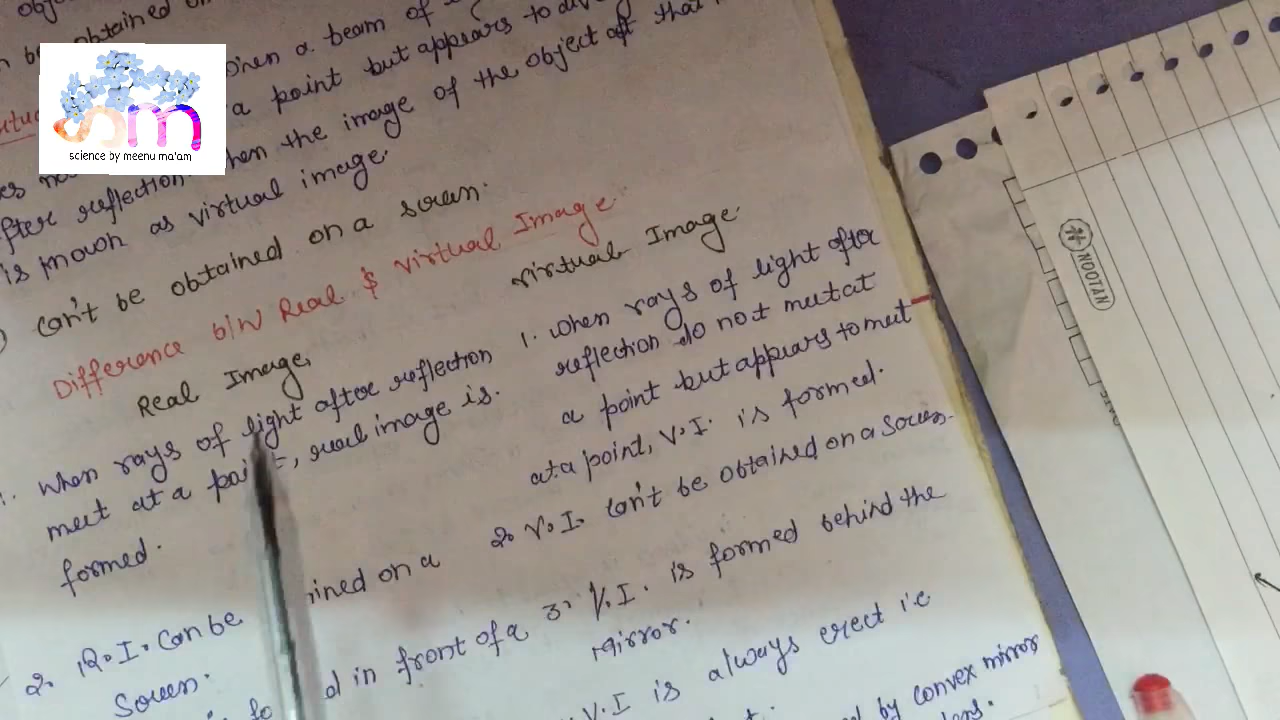 be obtained on
when a beam of
a point but appears to
after reflection. then the image of the object at that
is known as virtual image.
can't be obtained on a screen.
Difference b/w Real & Virtual Image
Real Image
1. When rays of light after reflection
meet at a point, real image is
formed.
2. R.I. Can be ined on a
Screen.
d in front of a
Virtual Image
1. When rays of light after
reflection do not meet at
a point but appears to meet
at a point, V.I. is formed.
2. V.I. can't be obtained on a Screen.
3. V.I. is formed behind the
Mirror.
V.I is always erect i.e
by convex mirror
science by meenu ma'am
NOOTAN